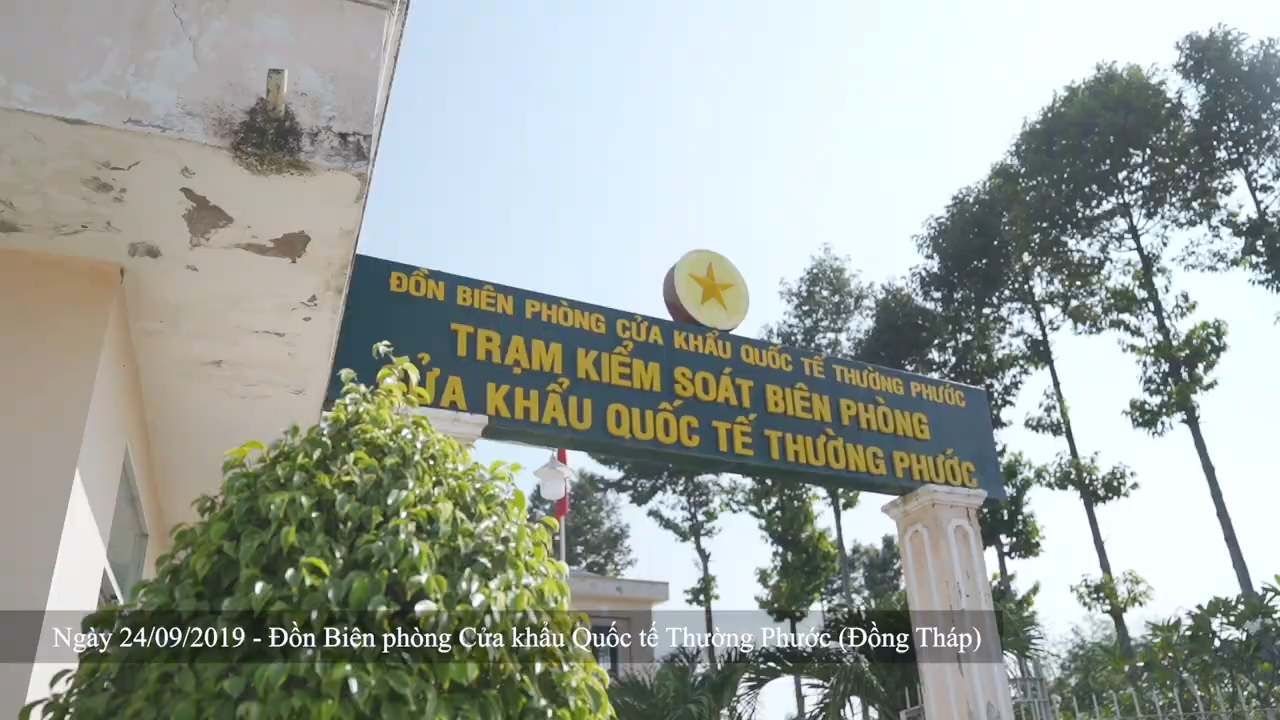 ĐỒN BIÊN PHÒNG CỬA KHẨU QUỐC TẾ THƯỜNG PHƯỚC
TRẠM KIỂM SOÁT BIÊN PHÒNG
CỬA KHẨU QUỐC TẾ THƯỜNG PHƯỚC
Ngày 24/09/2019 - Đồn Biên phòng Cửa khẩu Quốc tế Thường Phước (Đồng Tháp)